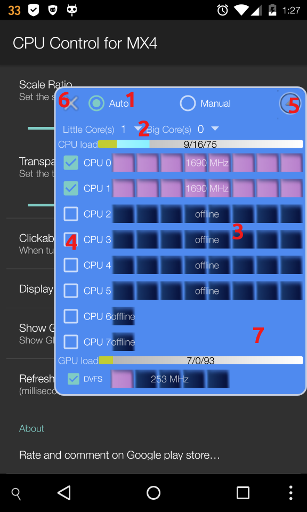 33 1:27
CPU Control for MX4
Scale Ratio
Set the s
6 Auto 1 Manual 5
Little Core(s) 1 2 Big Core(s) 0
CPU load 9/16/75
Transpa
Set the t
CPU 0 1690 MHz
CPU 1 1690 MHz
CPU 2 offline
Clickab
When tu
4 CPU 3 offline 3
CPU 4 offline
Display
CPU 5 offline
CPU 6 offline
Show G
Show Gl
CPU 7 offline
7
GPU load 7/0/93
Refresh
(millisec
DVFS 253 MHz
About
Rate and comment on Google play store…